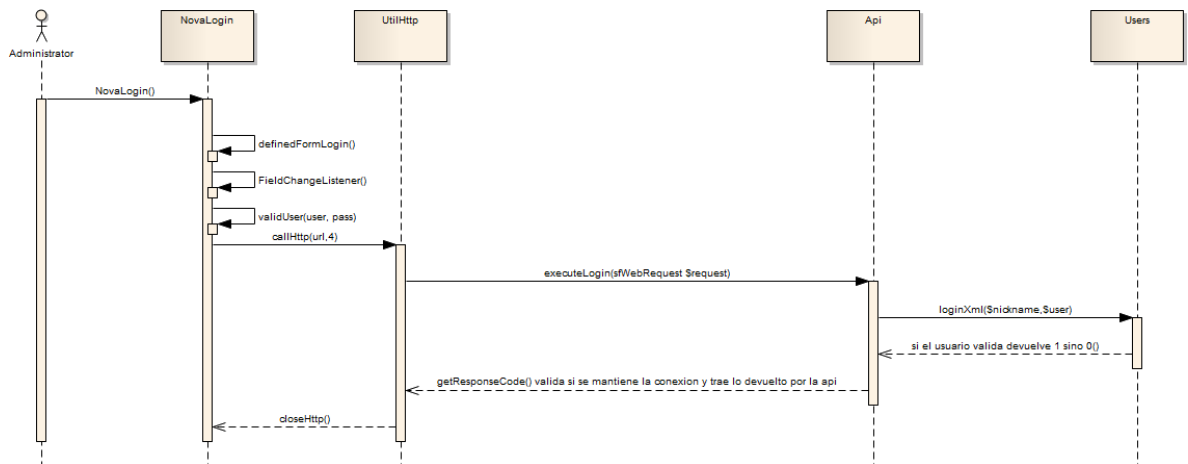 NovaLogin
UtilHttp
Api
Users
Administrator
NovaLogin()
definedFormLogin()
FieldChangeListener()
validUser(user, pass)
callHttp(url,4)
executeLogin(sfWebRequest $request)
loginXml($nickname,$user)
si el usuario valida devuelve 1 sino 0()
getResponseCode() valida si se mantiene la conexion y trae lo devuelto por la api
closeHttp()